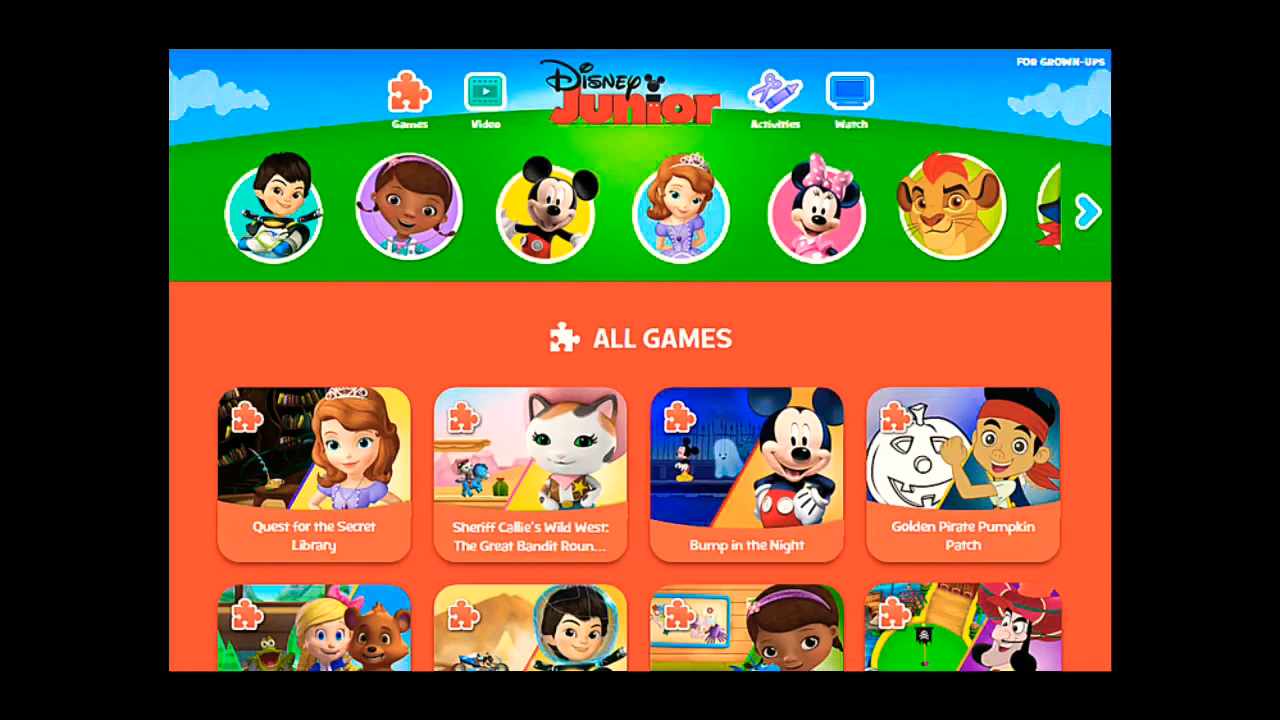 FOR GROWN-UPS
Disney
Junior
Games
Video
Activities
Watch
ALL GAMES
Quest for the Secret
Library
Sheriff Callie's Wild West:
The Great Bandit Roun...
Bump in the Night
Golden Pirate Pumpkin
Patch